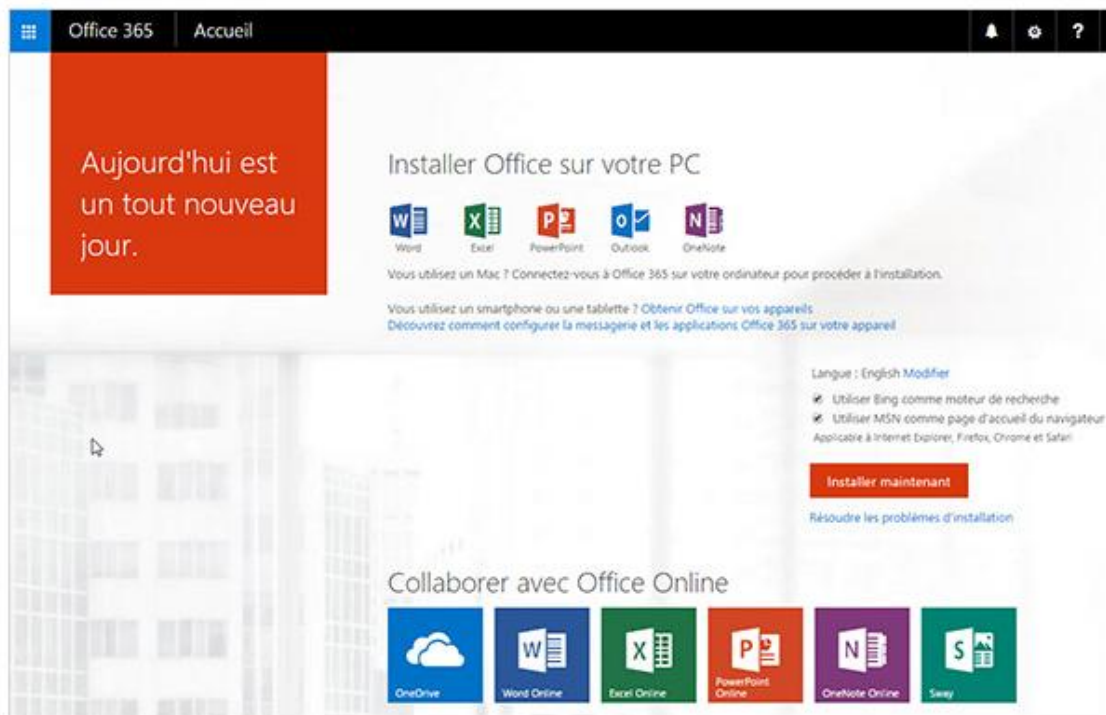 Office 365 Accueil ?
Aujourd'hui est
un tout nouveau
jour.
Installer Office sur votre PC
Word Excel PowerPoint Outlook OneNote
Vous utilisez un Mac ? Connectez-vous à Office 365 sur votre ordinateur pour procéder à l'installation.
Vous utilisez un smartphone ou une tablette ? Obtenir Office sur vos appareils
Découvrez comment configurer la messagerie et les applications Office 365 sur votre appareil
Langue : English Modifier
Utiliser Bing comme moteur de recherche
Utiliser MSN comme page d'accueil du navigateur
Applicable à Internet Explorer, Firefox, Chrome et Safari
Installer maintenant
Résoudre les problèmes d'installation
Collaborer avec Office Online
OneDrive Word Online Excel Online PowerPoint Online OneNote Online Sway